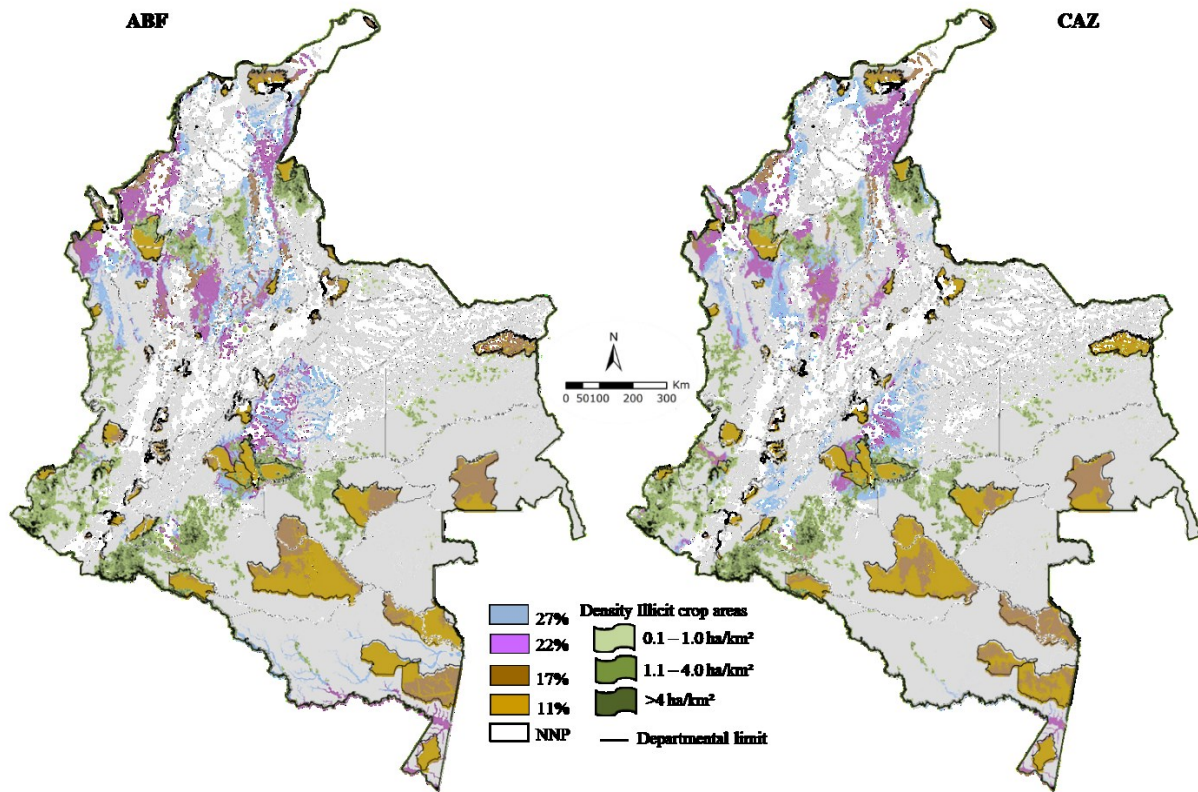 ABF
CAZ
N
Km
0 50100 200 300
27% Density Illicit crop areas
22% 0.1 – 1.0 ha/km²
17% 1.1 – 4.0 ha/km²
11% >4 ha/km²
NNP Departmental limit